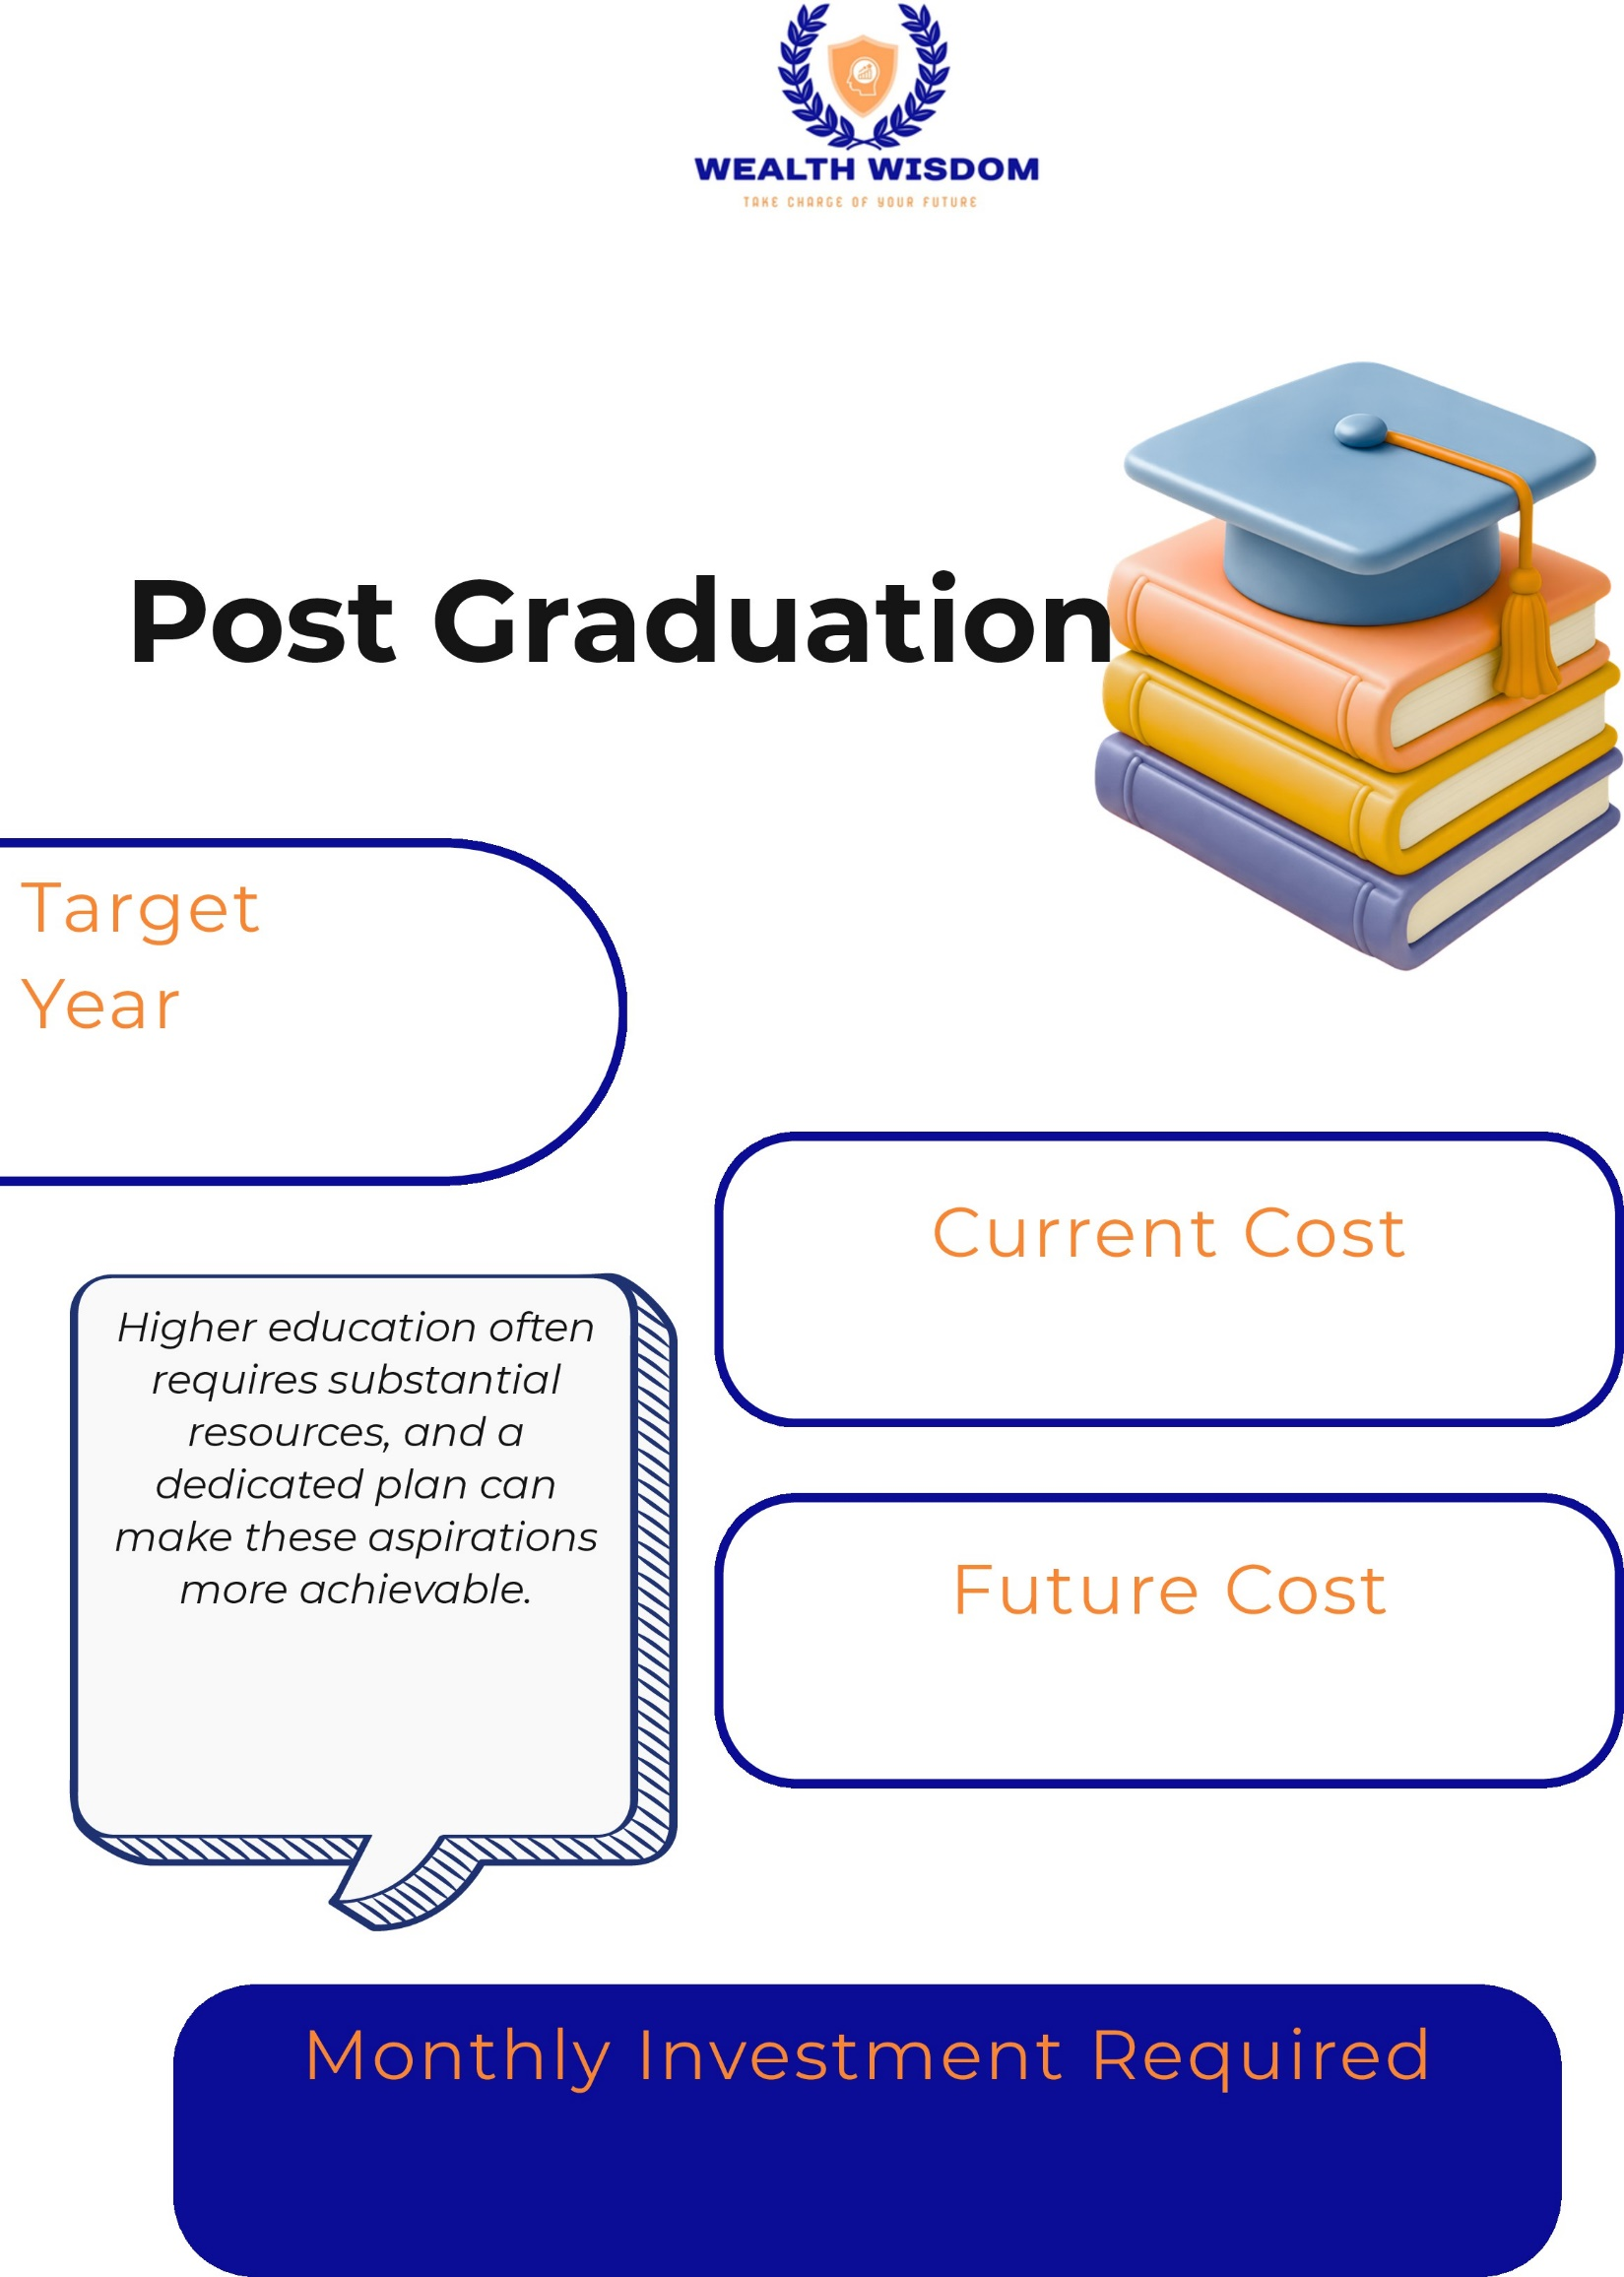 WEALTH WISDOM
TAKE CHARGE OF YOUR FUTURE
Post Graduation
Target
Year
Current Cost
Higher education often
requires substantial
resources, and a
dedicated plan can
make these aspirations
more achievable.
Future Cost
Monthly Investment Required